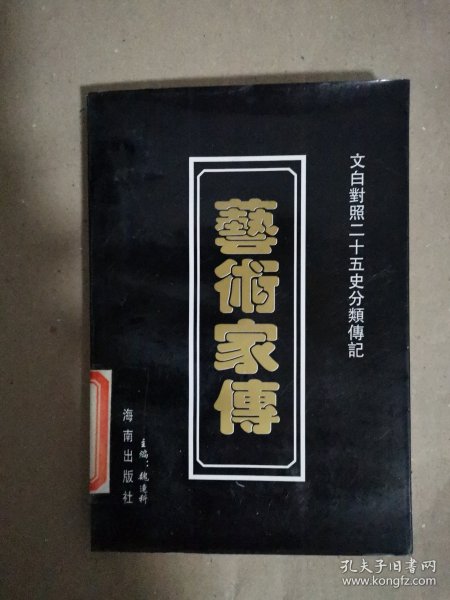 文白對照二十五史分類傳記
藝術家傳
主编：魏連科
海南出版社
孔夫子旧书网
www.kongfz.com